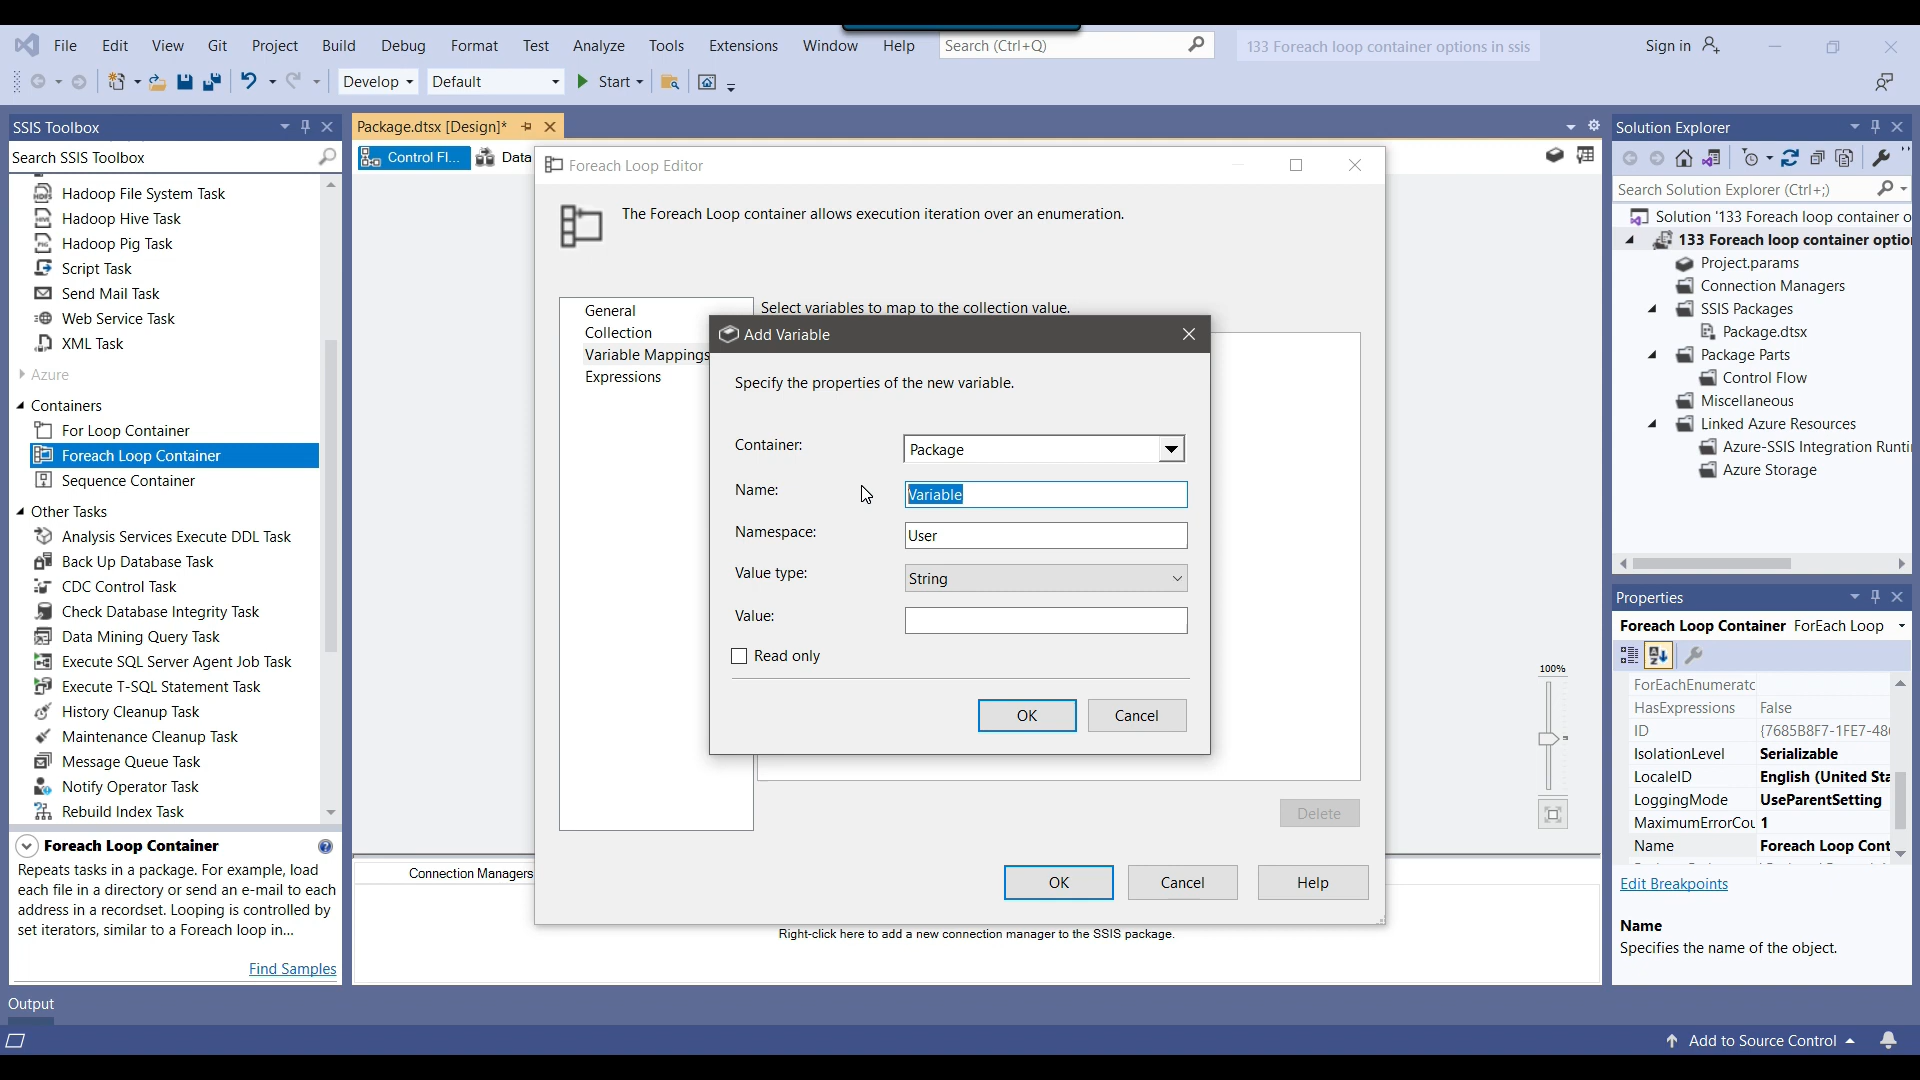 File Edit View Git Project Build Debug Format Test Analyze Tools Extensions Window Help Search (Ctrl+Q) 133 Foreach loop container options in ssis Sign in
Develop Default Start
SSIS Toolbox
Search SSIS Toolbox
Hadoop File System Task
Hadoop Hive Task
Hadoop Pig Task
Script Task
Send Mail Task
Web Service Task
XML Task
Azure
Containers
For Loop Container
Foreach Loop Container
Sequence Container
Other Tasks
Analysis Services Execute DDL Task
Back Up Database Task
CDC Control Task
Check Database Integrity Task
Data Mining Query Task
Execute SQL Server Agent Job Task
Execute T-SQL Statement Task
History Cleanup Task
Maintenance Cleanup Task
Message Queue Task
Notify Operator Task
Rebuild Index Task
Foreach Loop Container
Repeats tasks in a package. For example, load
each file in a directory or send an e-mail to each
address in a recordset. Looping is controlled by
set iterators, similar to a Foreach loop in...
Find Samples
Package.dtsx [Design]*
Control Fl... Data
Foreach Loop Editor
The Foreach Loop container allows execution iteration over an enumeration.
General
Collection
Variable Mappings
Expressions
Select variables to map to the collection value.
Add Variable
Specify the properties of the new variable.
Container: Package
Name: Variable
Namespace: User
Value type: String
Value:
Read only
OK Cancel
Delete
OK Cancel Help
100%
Connection Managers
Right-click here to add a new connection manager to the SSIS package.
Solution Explorer
Search Solution Explorer (Ctrl+;)
Solution '133 Foreach loop container o
133 Foreach loop container optio
Project.params
Connection Managers
SSIS Packages
Package.dtsx
Package Parts
Control Flow
Miscellaneous
Linked Azure Resources
Azure-SSIS Integration Runti
Azure Storage
Properties
Foreach Loop Container ForEach Loop
ForEachEnumeratc
HasExpressions False
ID {7685B8F7-1FE7-48
IsolationLevel Serializable
LocaleID English (United Sta
LoggingMode UseParentSetting
MaximumErrorCou 1
Name Foreach Loop Cont
Edit Breakpoints
Name
Specifies the name of the object.
Output
Add to Source Control